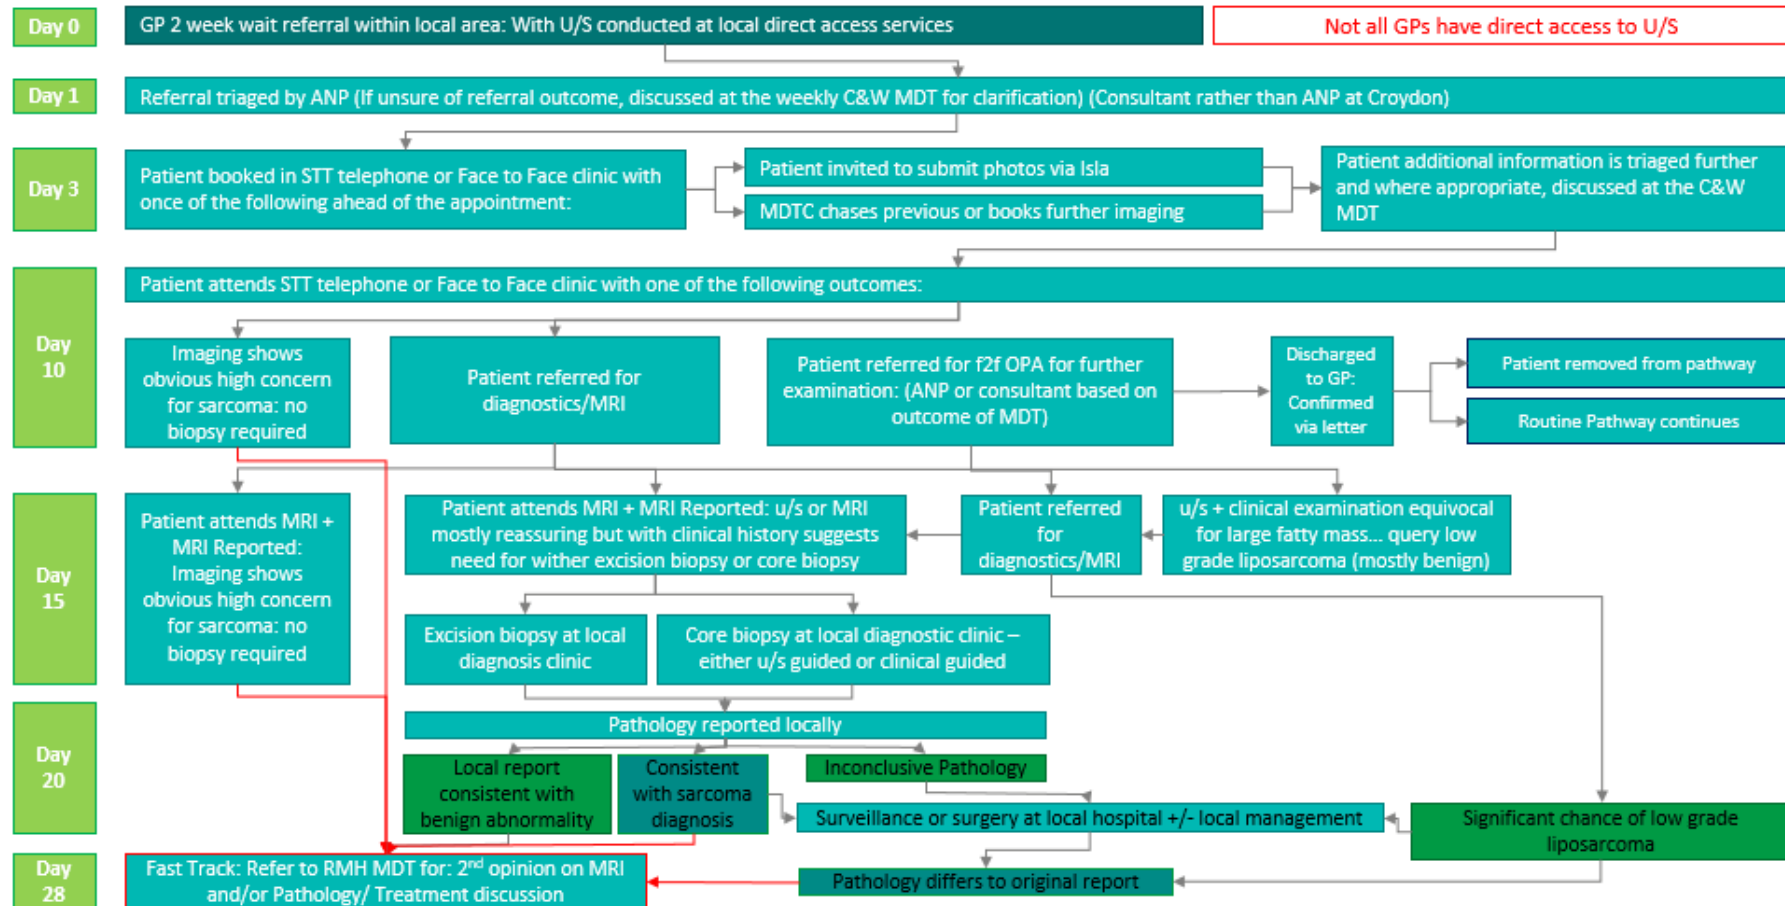 Day 0
GP 2 week wait referral within local area: With U/S conducted at local direct access services
Not all GPs have direct access to U/S
Day 1
Referral triaged by ANP (If unsure of referral outcome, discussed at the weekly C&W MDT for clarification) (Consultant rather than ANP at Croydon)
Day 3
Patient booked in STT telephone or Face to Face clinic with
once of the following ahead of the appointment:
Patient invited to submit photos via Isla
MDTC chases previous or books further imaging
Patient additional information is triaged further
and where appropriate, discussed at the C&W
MDT
Day
10
Patient attends STT telephone or Face to Face clinic with one of the following outcomes:
Imaging shows
obvious high concern
for sarcoma: no
biopsy required
Patient referred for
diagnostics/MRI
Patient referred for f2f OPA for further
examination: (ANP or consultant based on
outcome of MDT)
Discharged
to GP:
Confirmed
via letter
Patient removed from pathway
Routine Pathway continues
Day
15
Patient attends MRI +
MRI Reported:
Imaging shows
obvious high concern
for sarcoma: no
biopsy required
Patient attends MRI + MRI Reported: u/s or MRI
mostly reassuring but with clinical history suggests
need for wither excision biopsy or core biopsy
Patient referred
for
diagnostics/MRI
u/s + clinical examination equivocal
for large fatty mass... query low
grade liposarcoma (mostly benign)
Excision biopsy at local
diagnosis clinic
Core biopsy at local diagnostic clinic –
either u/s guided or clinical guided
Day
20
Pathology reported locally
Local report
consistent with
benign abnormality
Consistent
with sarcoma
diagnosis
Inconclusive Pathology
Surveillance or surgery at local hospital +/- local management
Significant chance of low grade
liposarcoma
Day
28
Fast Track: Refer to RMH MDT for: 2nd opinion on MRI
and/or Pathology/ Treatment discussion
Pathology differs to original report